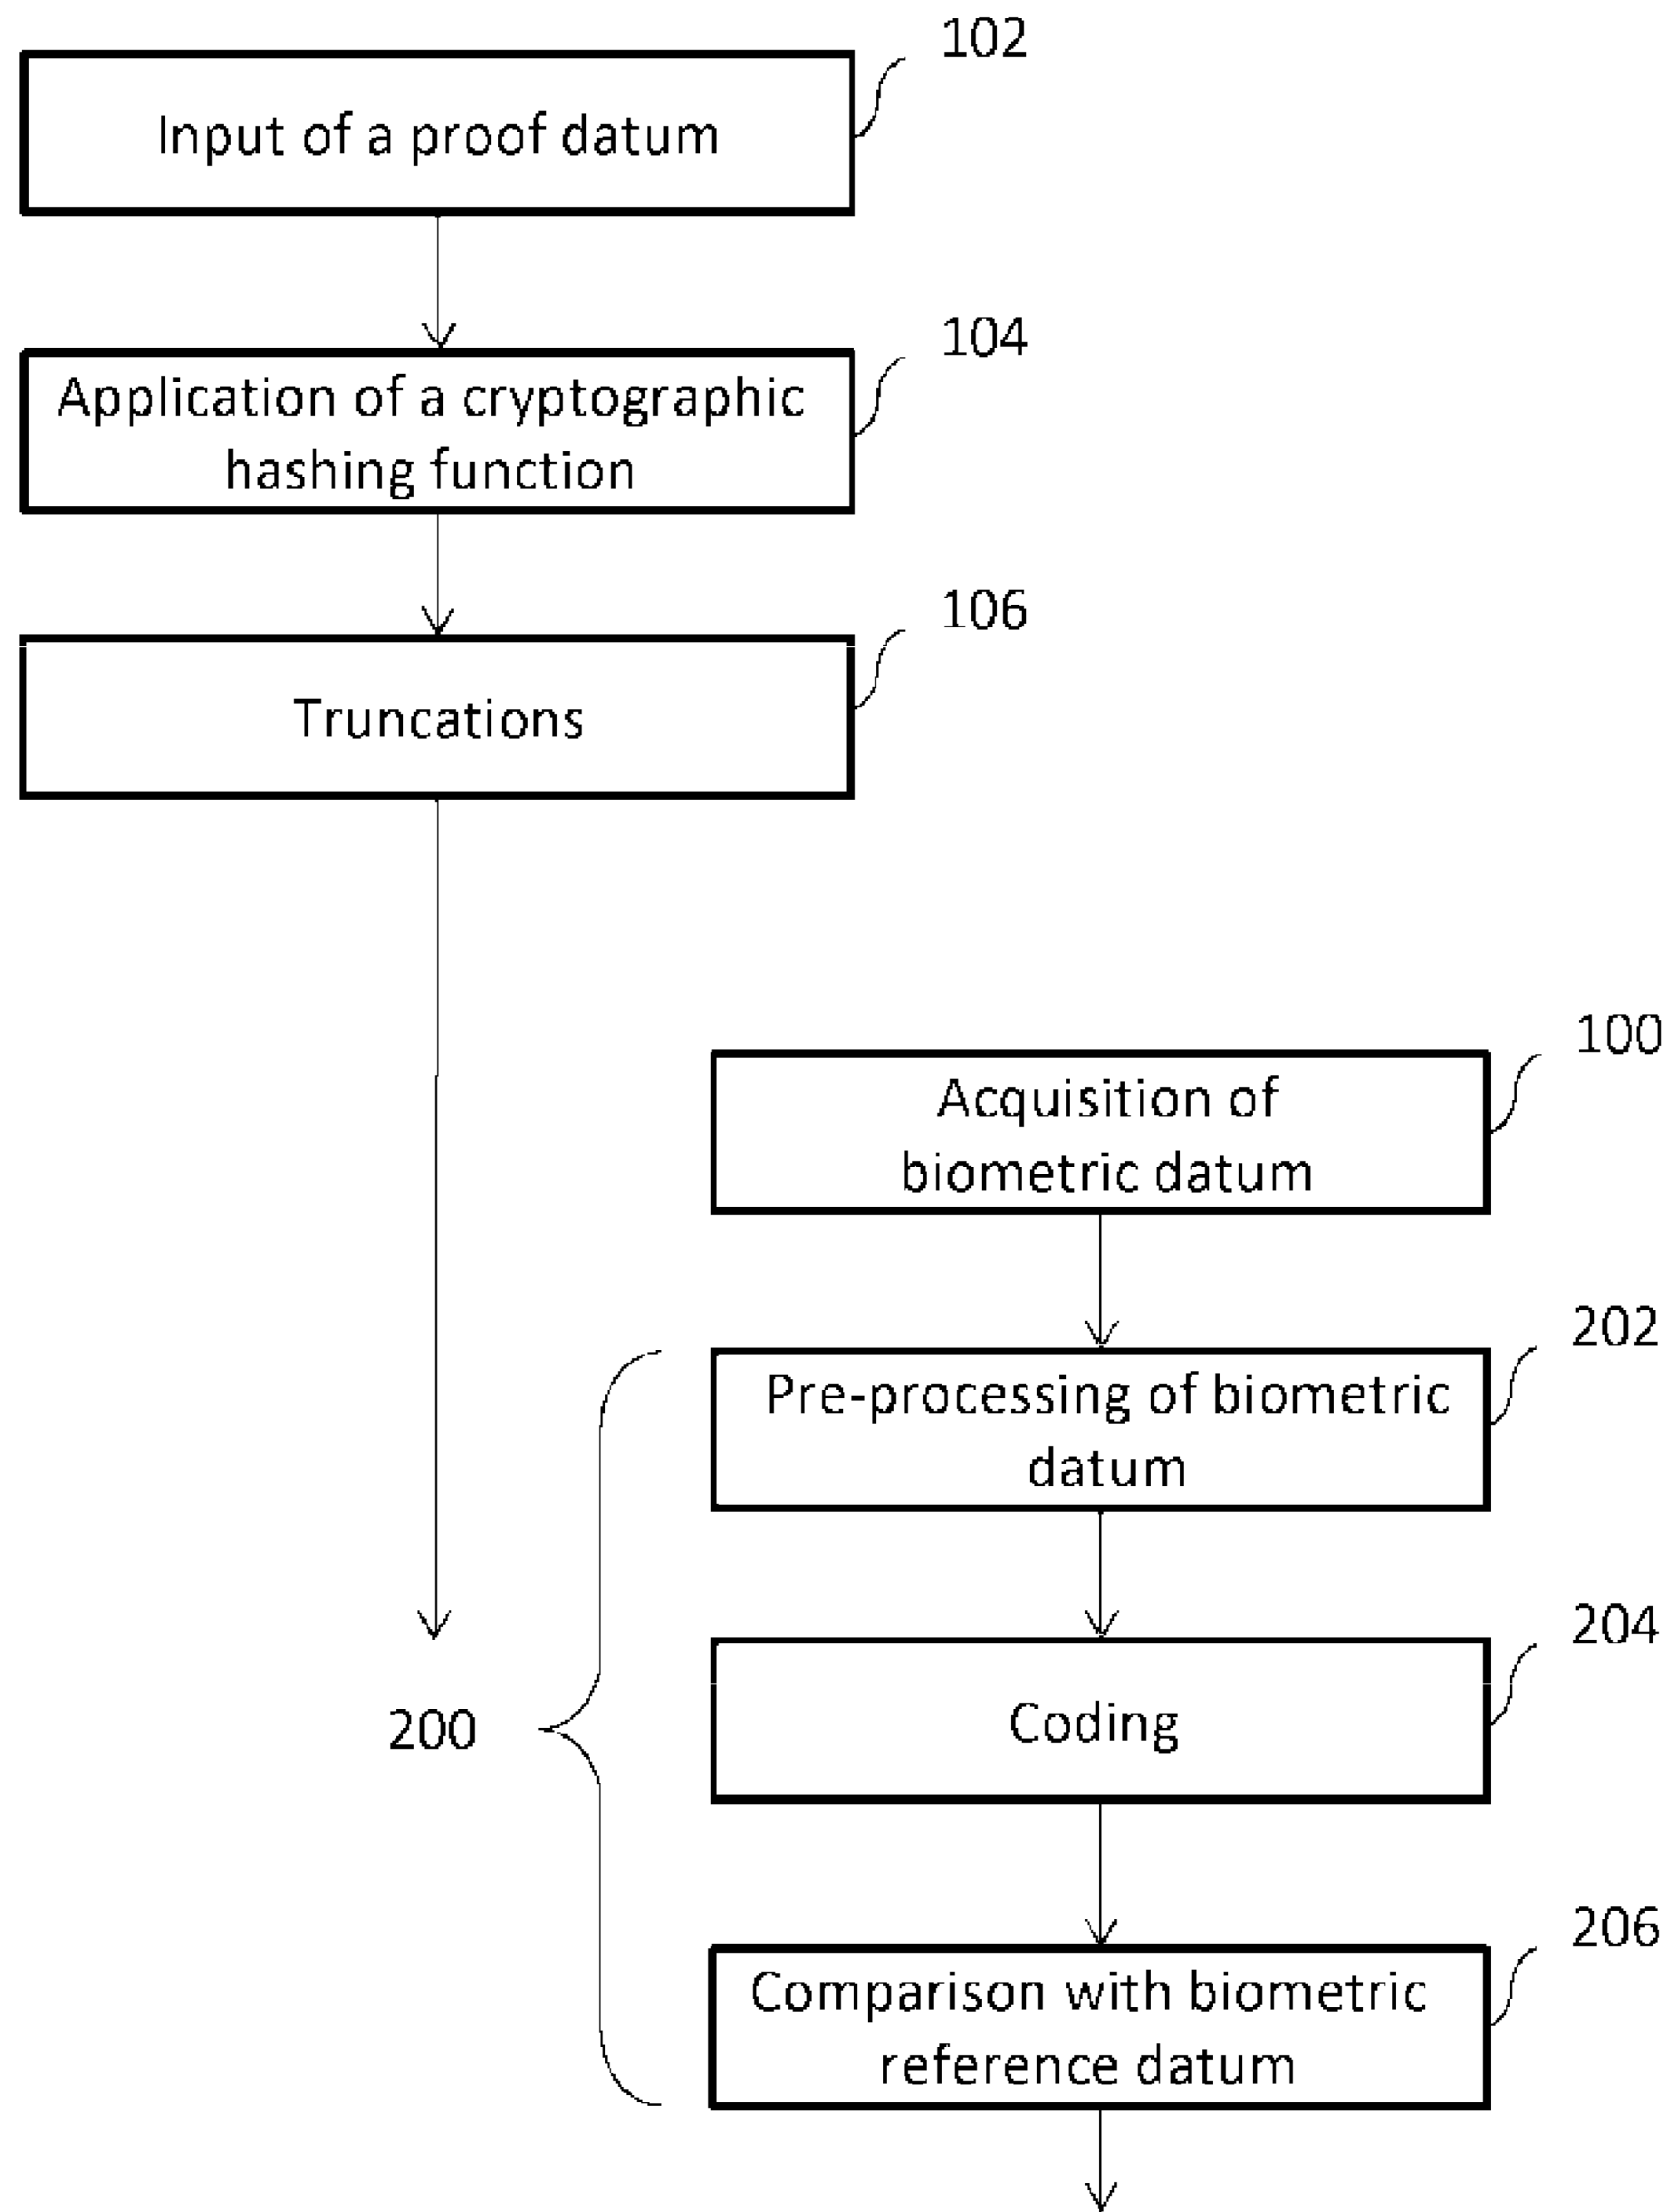 102
Input of a proof datum
104
Application of a cryptographic
hashing function
106
Truncations
100
Acquisition of
biometric datum
202
Pre-processing of biometric
datum
204
Coding
200
206
Comparison with biometric
reference datum